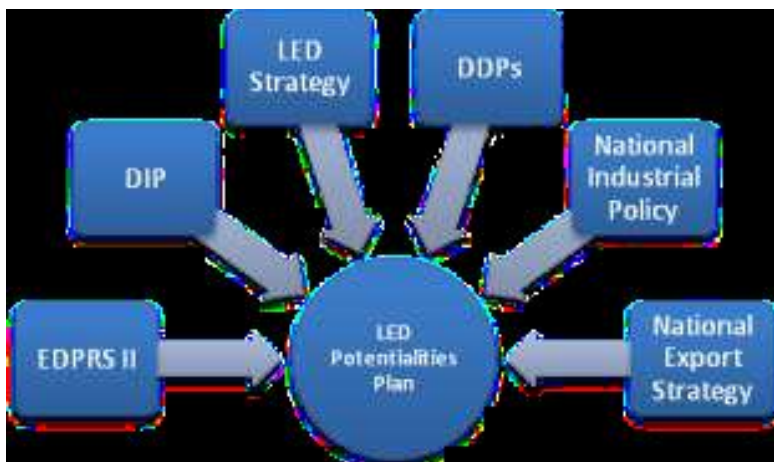 LED
Strategy
DDPs
DIP
National
Industrial
Policy
EDPRS II
LED
Potentialities
Plan
National
Export
Strategy